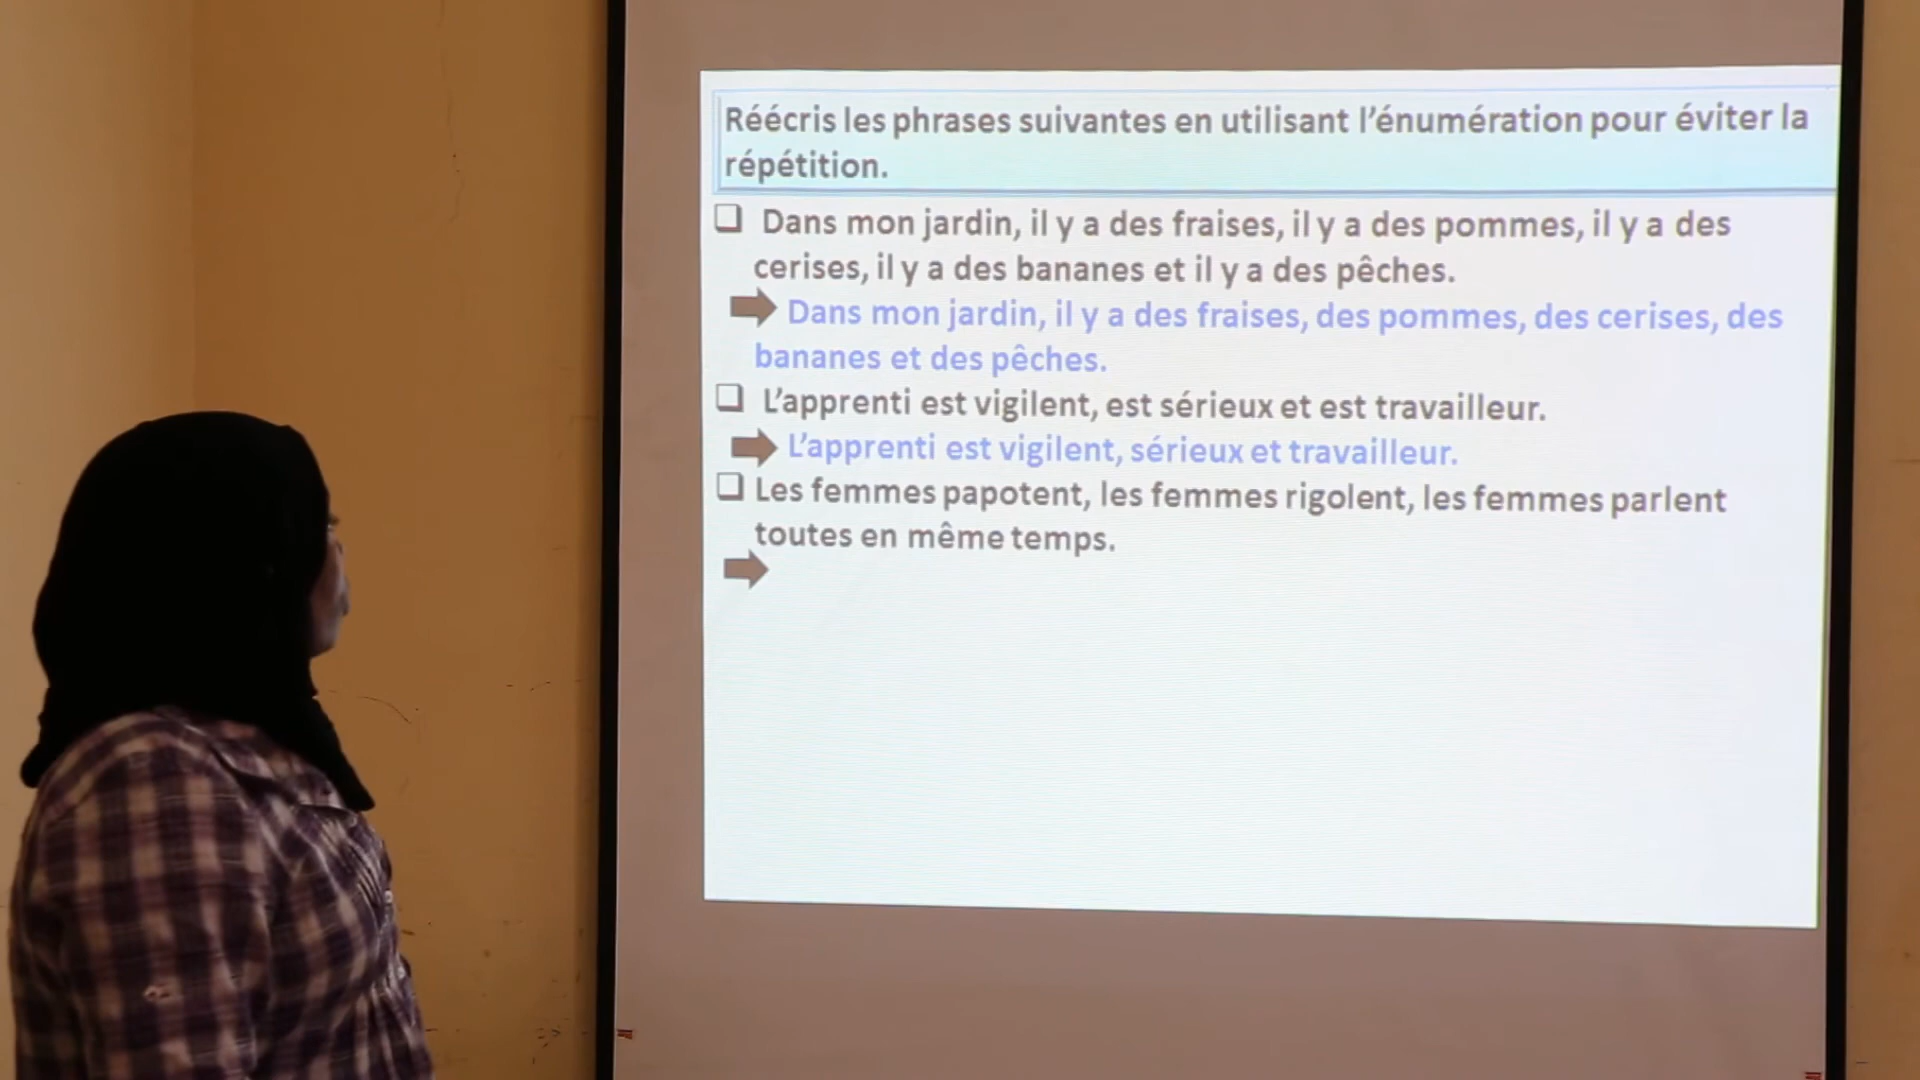 Réécris les phrases suivantes en utilisant l'énumération pour éviter la
répétition.
Dans mon jardin, il y a des fraises, il y a des pommes, il y a des
cerises, il y a des bananes et il y a des pêches.
Dans mon jardin, il y a des fraises, des pommes, des cerises, des
bananes et des pêches.
L'apprenti est vigilent, est sérieux et est travailleur.
L'apprenti est vigilent, sérieux et travailleur.
Les femmes papotent, les femmes rigolent, les femmes parlent
toutes en même temps.